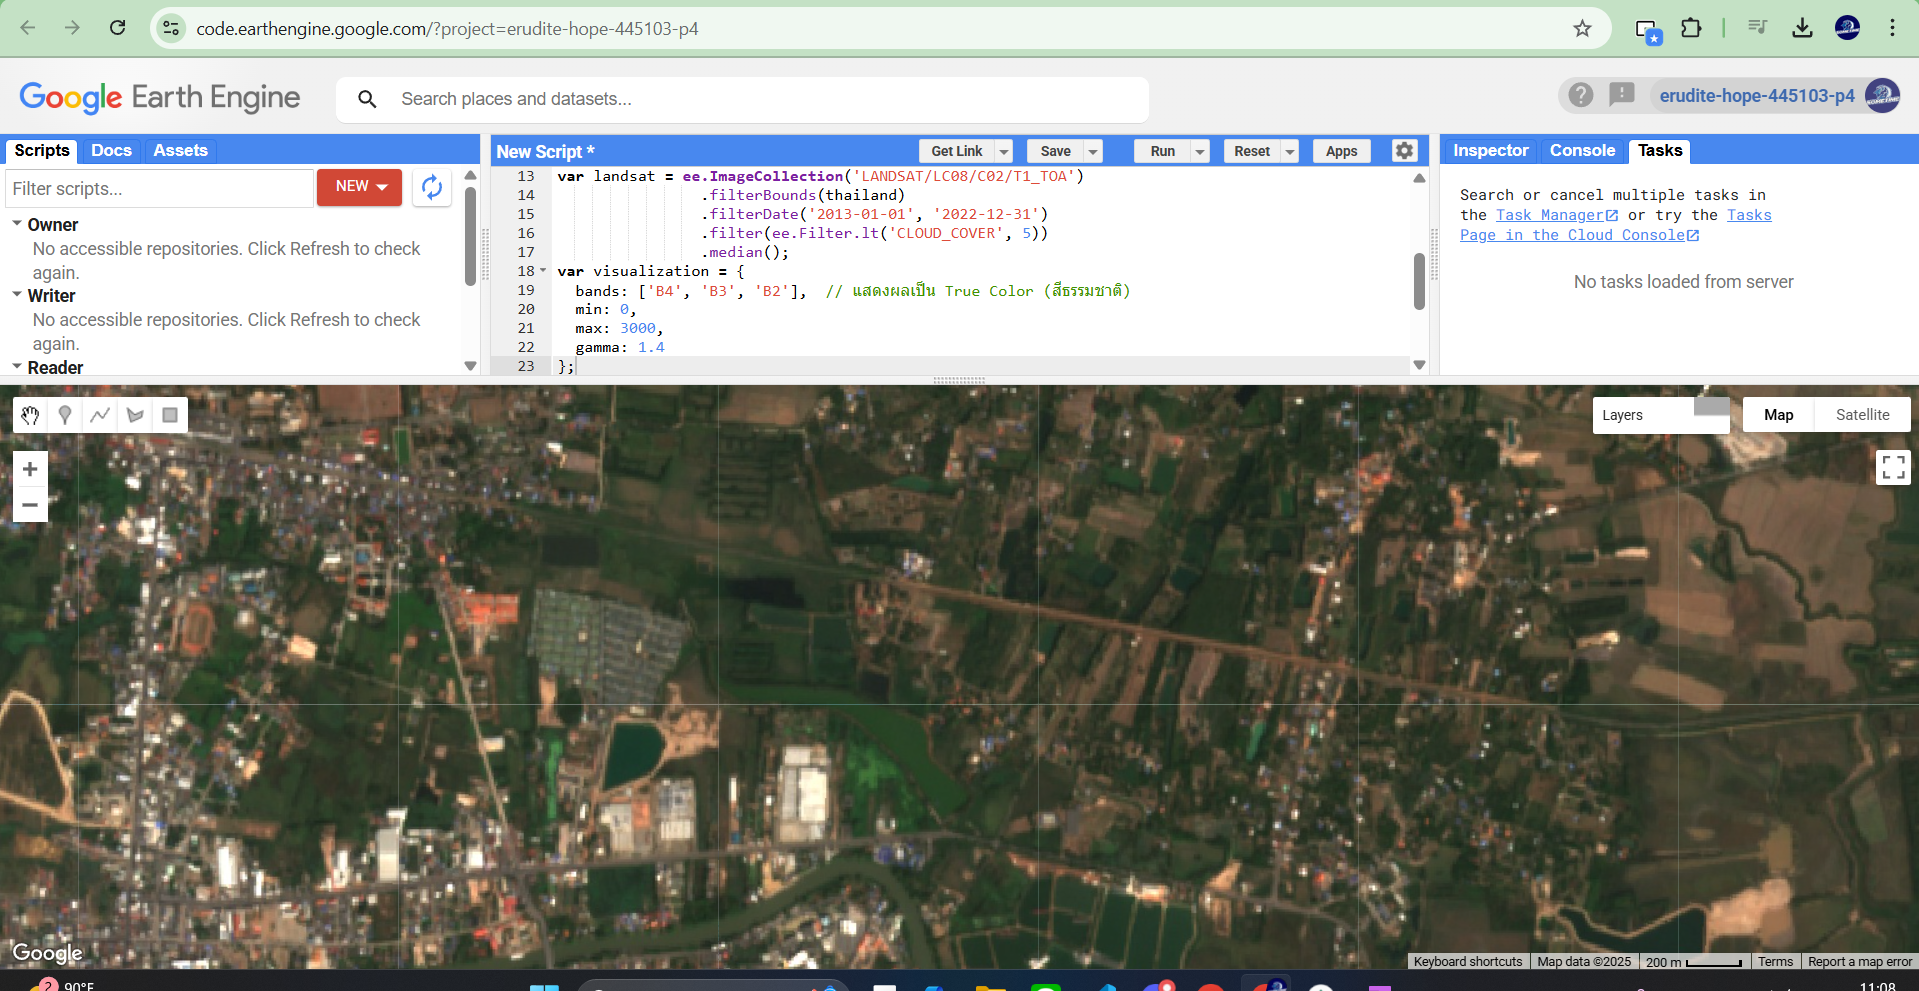 code.earthengine.google.com/?project=erudite-hope-445103-p4
Google Earth Engine
Search places and datasets...
erudite-hope-445103-p4
Scripts Docs Assets
Filter scripts...
NEW
Owner
No accessible repositories. Click Refresh to check
again.
Writer
No accessible repositories. Click Refresh to check
again.
Reader
New Script *
Get Link Save Run Reset Apps
13 var landsat = ee.ImageCollection('LANDSAT/LC08/C02/T1_TOA')
14 .filterBounds(thailand)
15 .filterDate('2013-01-01', '2022-12-31')
16 .filter(ee.Filter.lt('CLOUD_COVER', 5))
17 .median();
18 var visualization = {
19 bands: ['B4', 'B3', 'B2'], // แสดงผลเป็น True Color (สีธรรมชาติ)
20 min: 0,
21 max: 3000,
22 gamma: 1.4
23 };
Inspector Console Tasks
Search or cancel multiple tasks in
the Task Manager or try the Tasks
Page in the Cloud Console
No tasks loaded from server
Layers
Map Satellite
+
−
Google
Keyboard shortcuts Map data ©2025 200 m Terms Report a map error
2 90°F
11:08